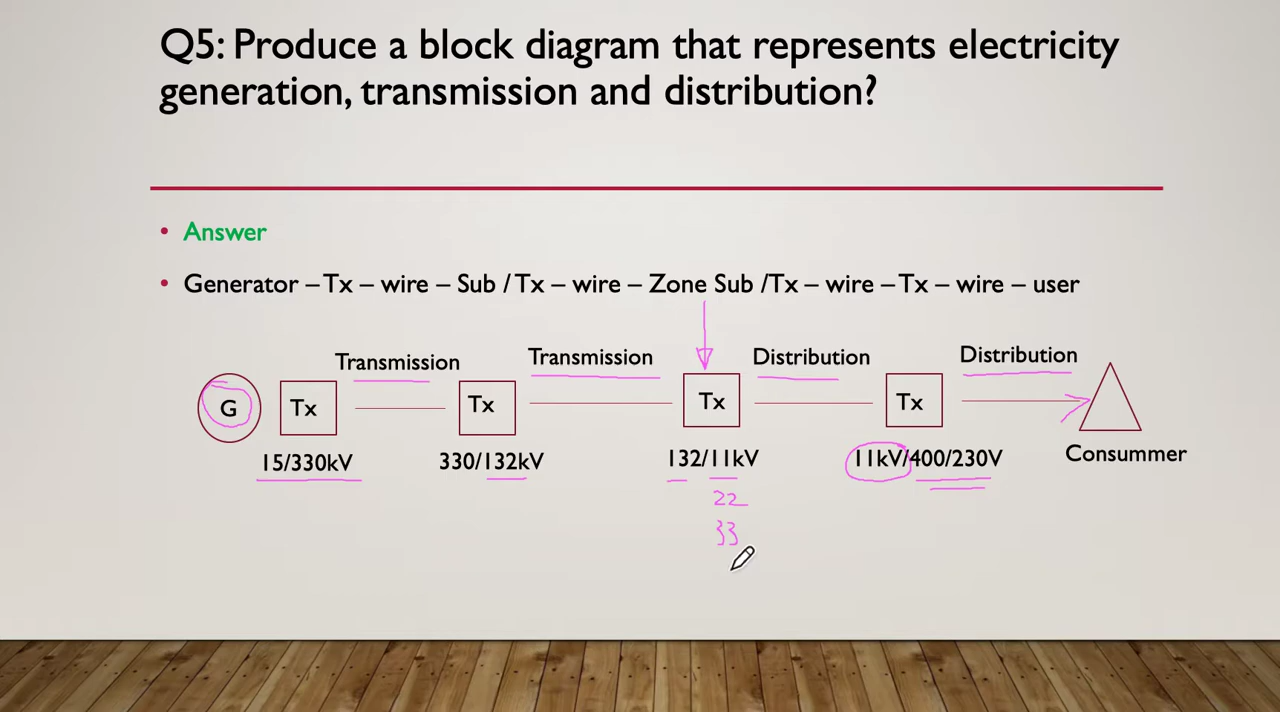 Q5: Produce a block diagram that represents electricity
generation, transmission and distribution?
• Answer
• Generator – Tx – wire – Sub / Tx – wire – Zone Sub /Tx – wire – Tx – wire – user
Transmission Transmission Distribution Distribution
G Tx Tx Tx Tx
15/330kV 330/132kV 132/11kV 11kV/400/230V Consummer
22
33